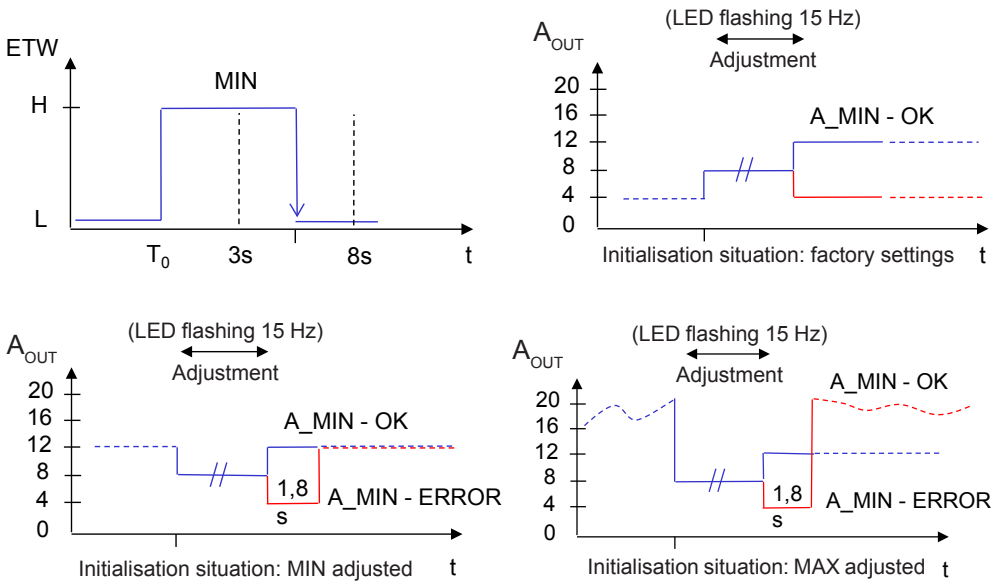 ETW
H
MIN
L
T0 3s 8s t
(LED flashing 15 Hz)
AOUT
Adjustment
20
16
12
8
4
0
A_MIN - OK
Initialisation situation: factory settings t
(LED flashing 15 Hz)
AOUT
Adjustment
20
16
12
8
4
0
A_MIN - OK
1,8
s
A_MIN - ERROR
Initialisation situation: MIN adjusted t
(LED flashing 15 Hz)
AOUT
Adjustment
20
16
12
8
4
0
A_MIN - OK
1,8
s
A_MIN - ERROR
Initialisation situation: MAX adjusted t